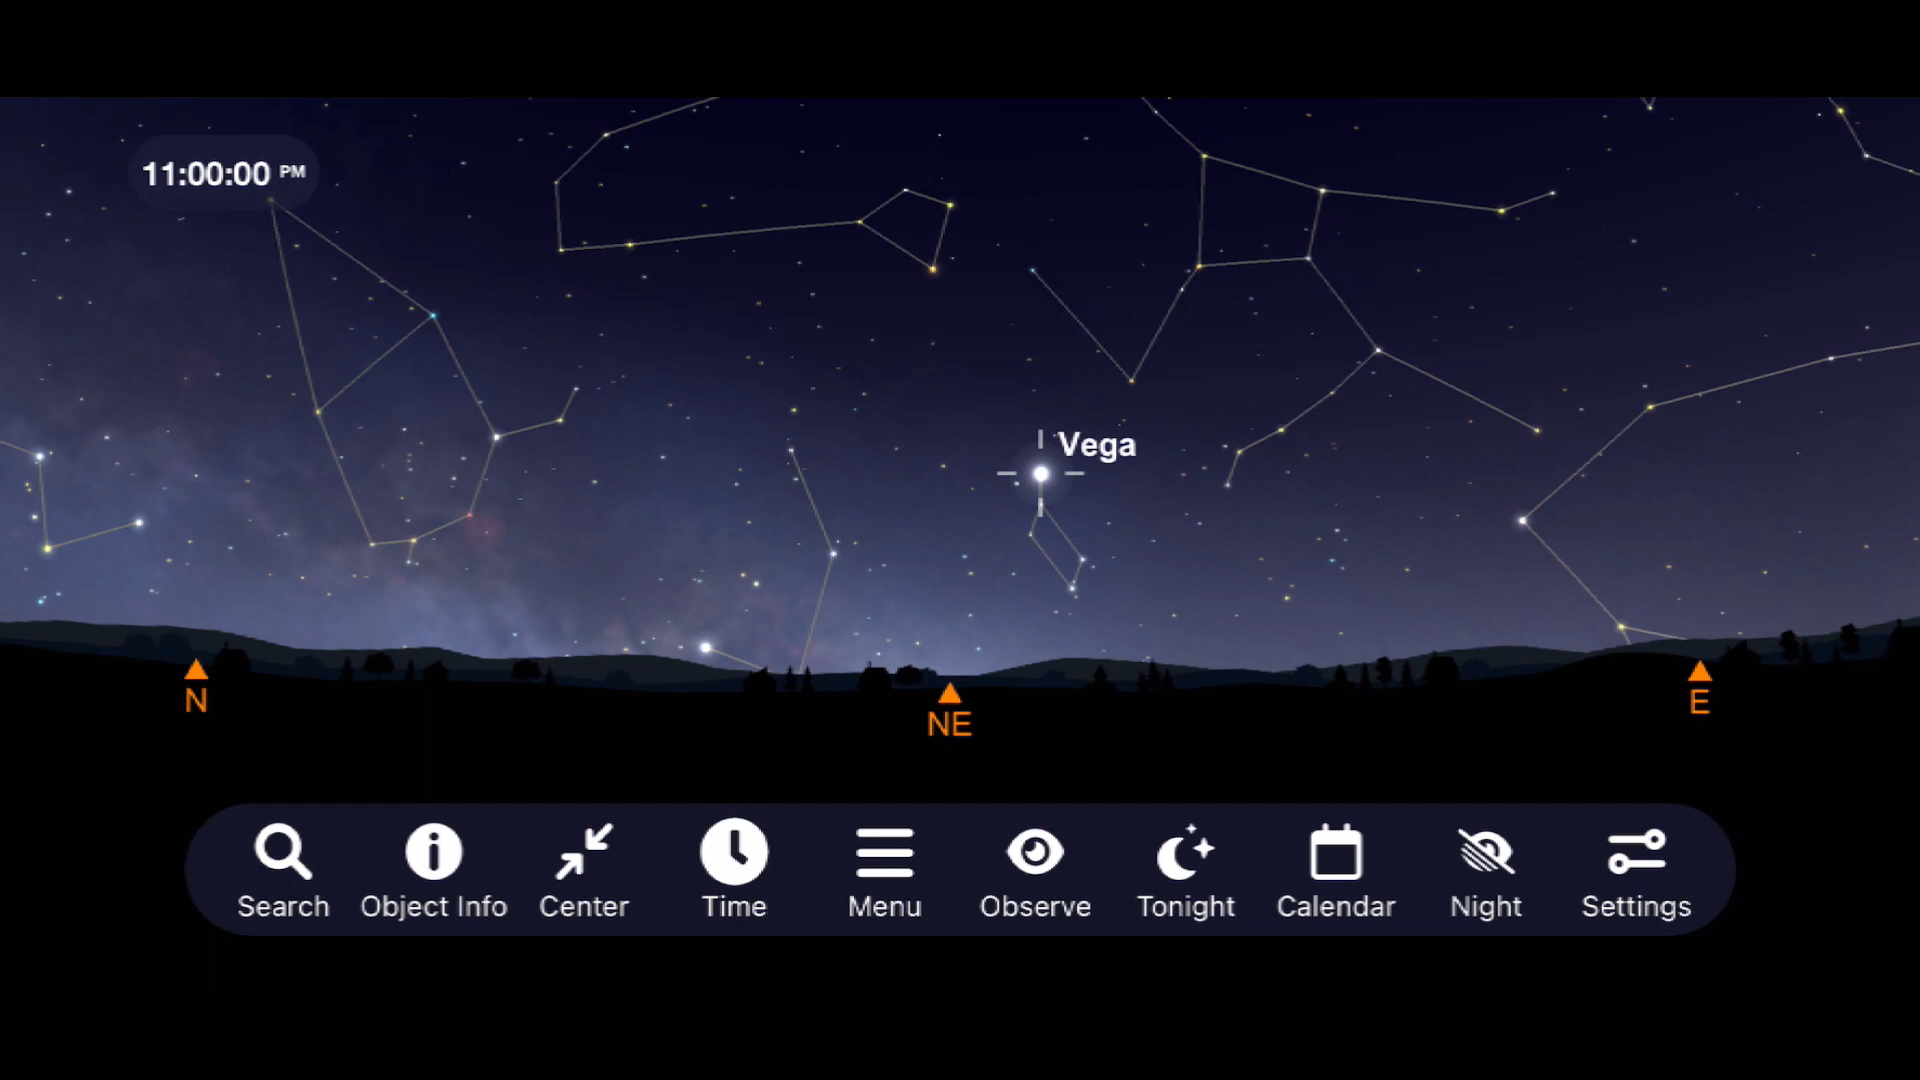 11:00:00 PM
Vega
N
NE
E
Search Object Info Center Time Menu Observe Tonight Calendar Night Settings